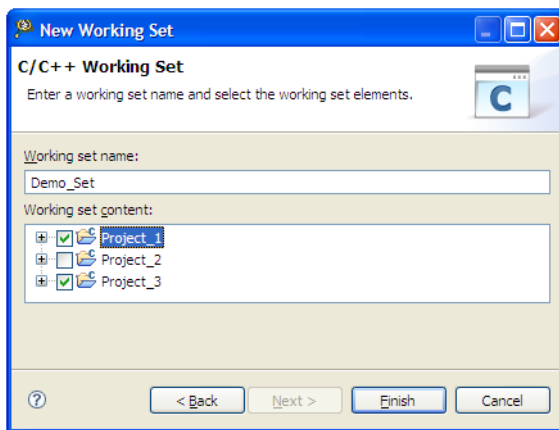 New Working Set
C/C++ Working Set
Enter a working set name and select the working set elements.
C
Working set name:
Demo_Set
Working set content:
Project_1
Project_2
Project_3
< Back Next > Finish Cancel